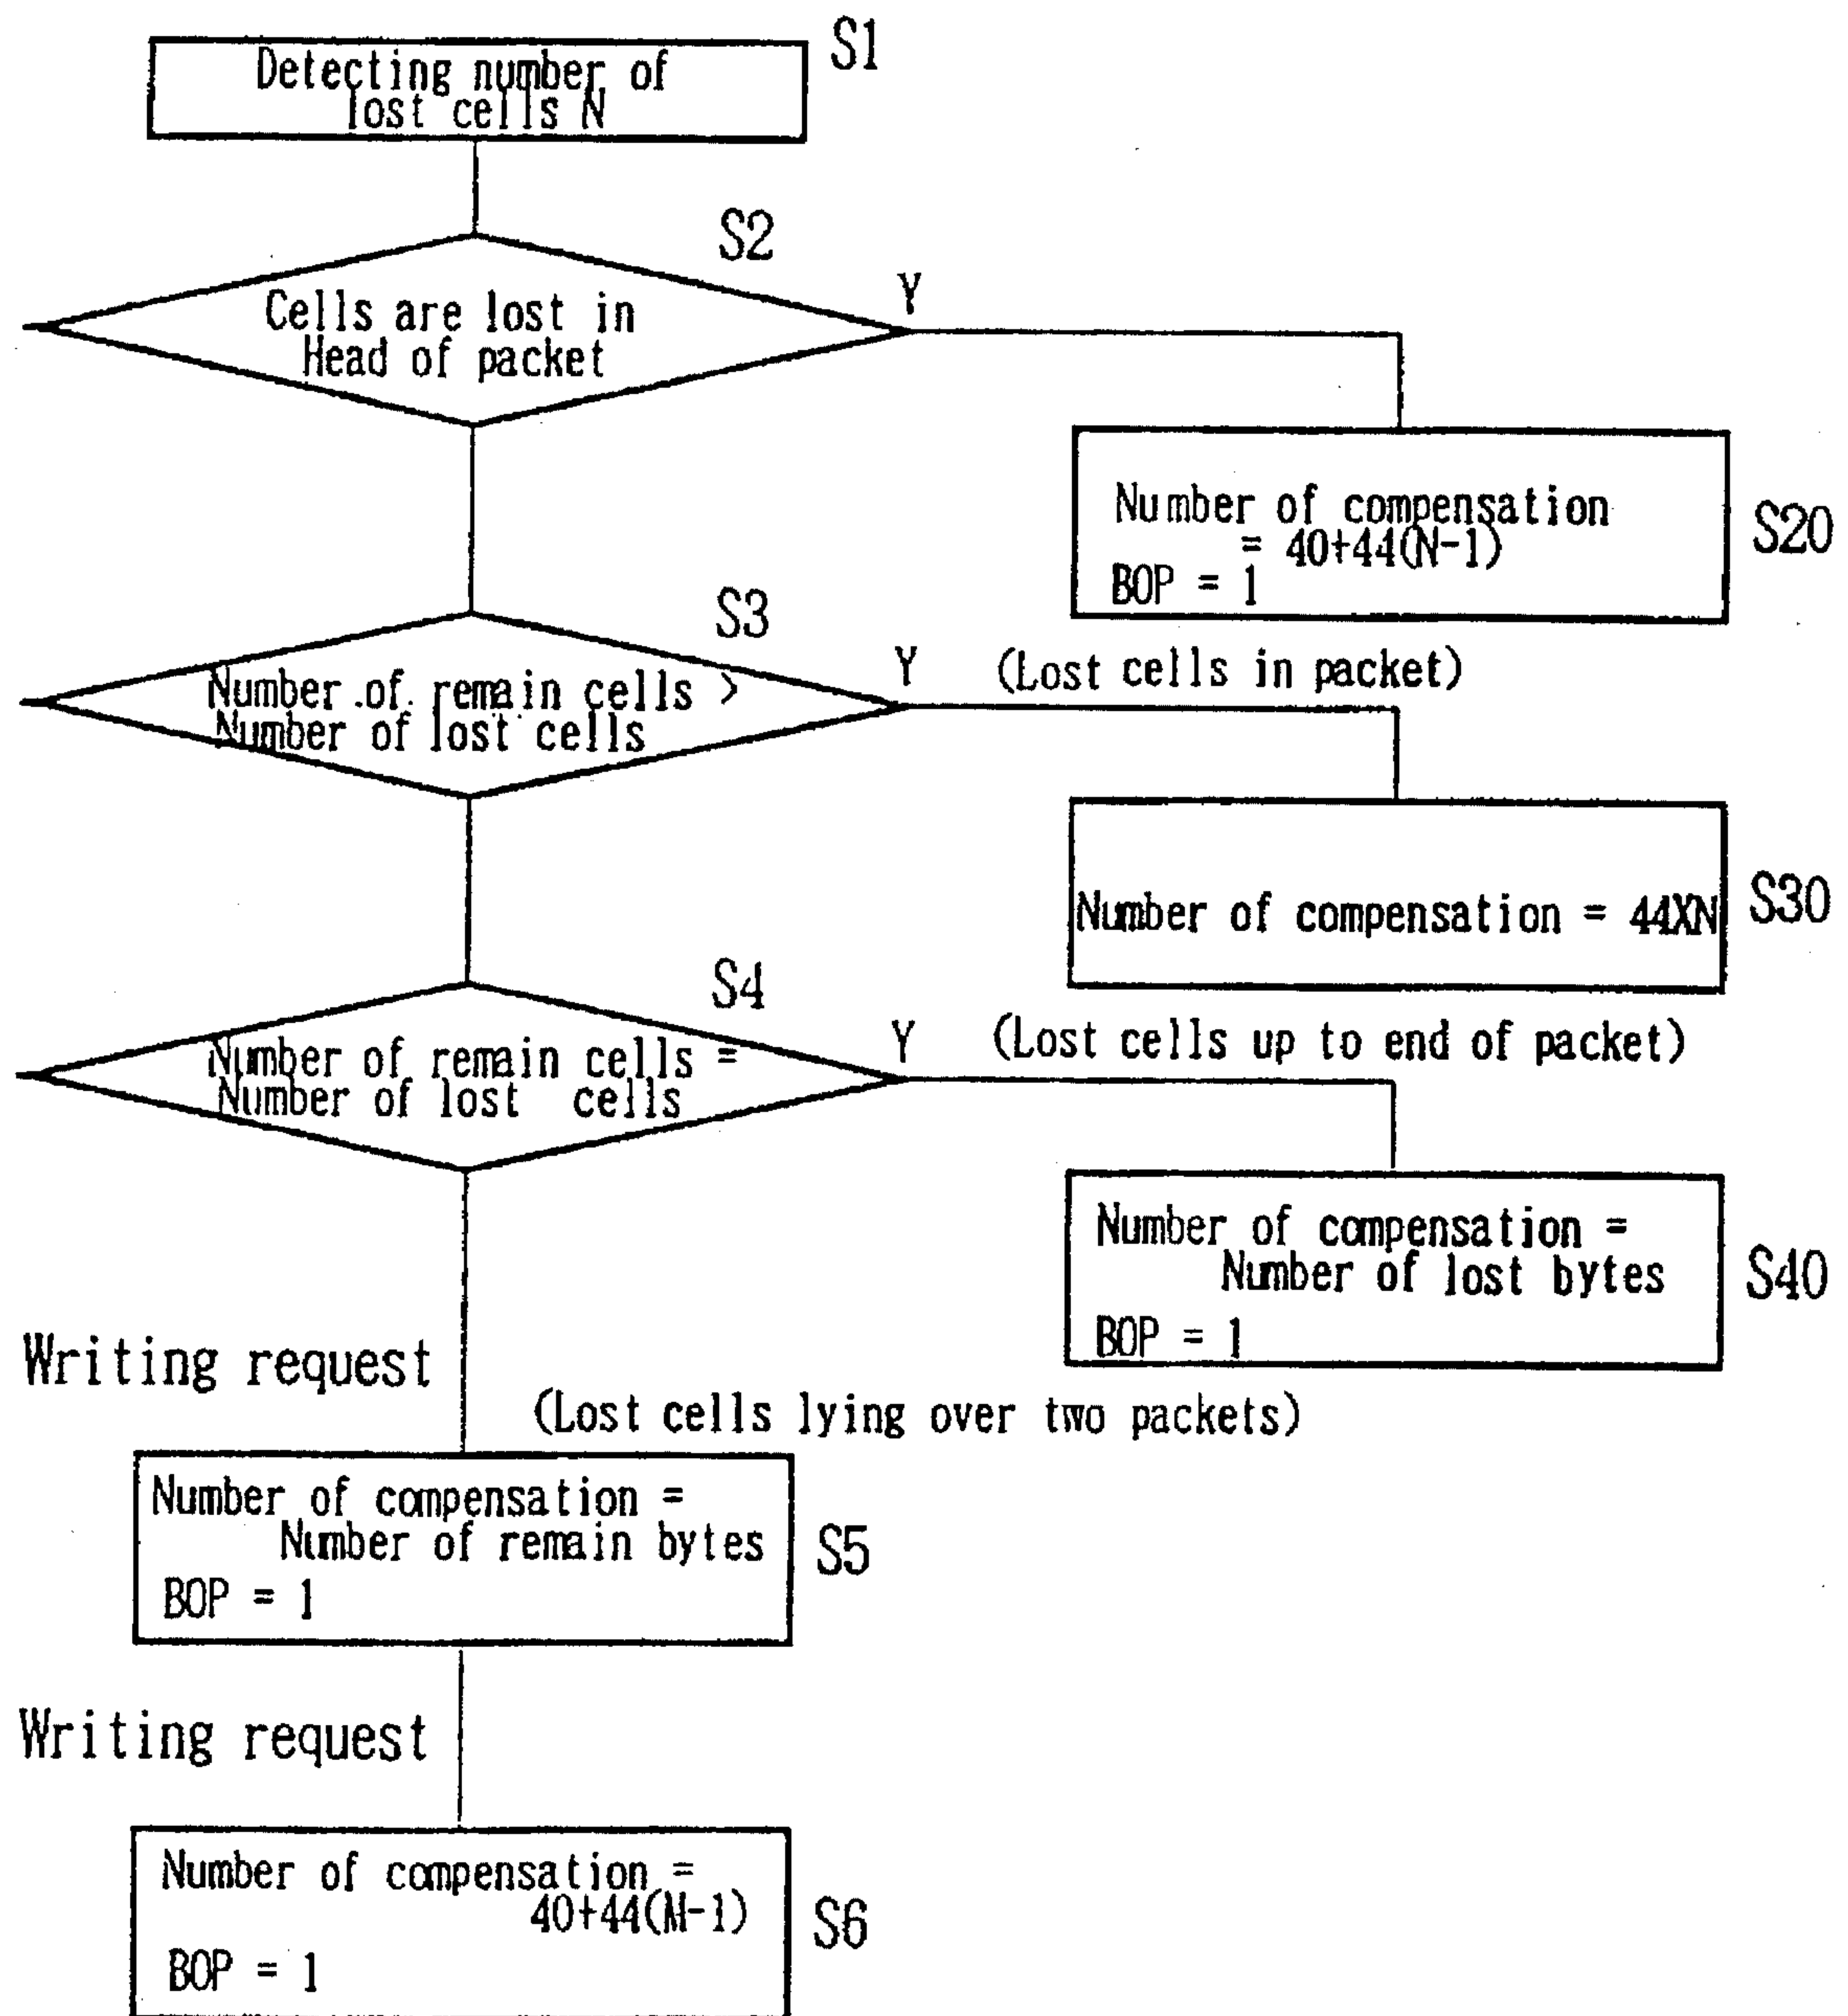 S1
Detecting number of
lost cells N
S2
Cells are lost in
Head of packet
Y
Number of compensation
= 40+44(N-1)
BOP = 1
S20
S3
Number of remain cells >
Number of lost cells
Y
(Lost cells in packet)
Number of compensation = 44XN
S30
S4
Number of remain cells =
Number of lost cells
Y
(Lost cells up to end of packet)
Number of compensation =
Number of lost bytes
BOP = 1
S40
Writing request
(Lost cells lying over two packets)
Number of compensation =
Number of remain bytes
BOP = 1
S5
Writing request
Number of compensation =
40+44(M-1)
BOP = 1
S6